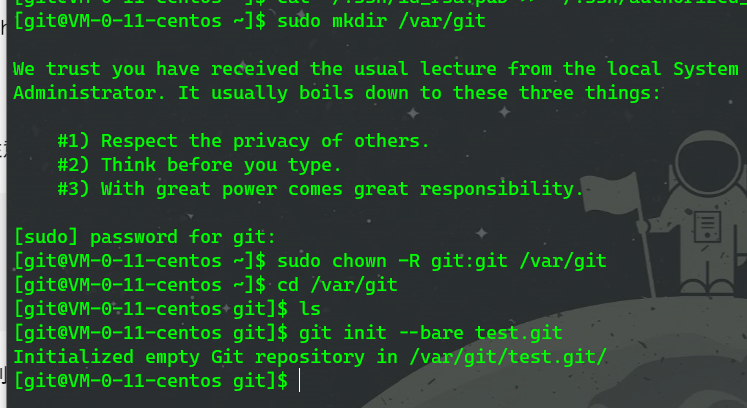 [git@VM-0-11-centos ~]$ sudo mkdir /var/git
We trust you have received the usual lecture from the local System
Administrator. It usually boils down to these three things:
#1) Respect the privacy of others.
#2) Think before you type.
#3) With great power comes great responsibility.
[sudo] password for git:
[git@VM-0-11-centos ~]$ sudo chown -R git:git /var/git
[git@VM-0-11-centos ~]$ cd /var/git
[git@VM-0-11-centos git]$ ls
[git@VM-0-11-centos git]$ git init --bare test.git
Initialized empty Git repository in /var/git/test.git/
[git@VM-0-11-centos git]$